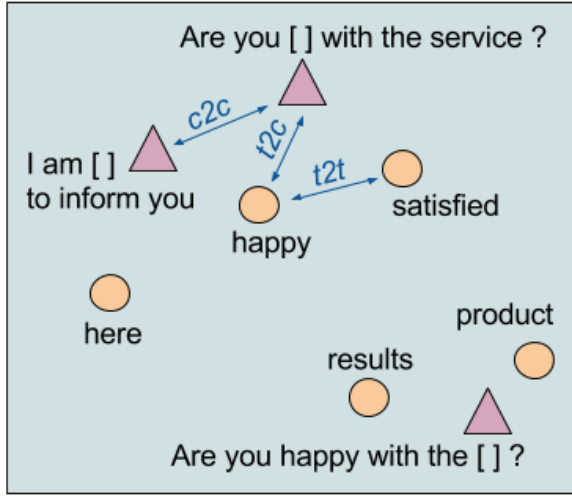 Are you [ ] with the service ?
c2c
t2c
I am [ ]
to inform you
t2t
satisfied
happy
here
product
results
Are you happy with the [ ] ?